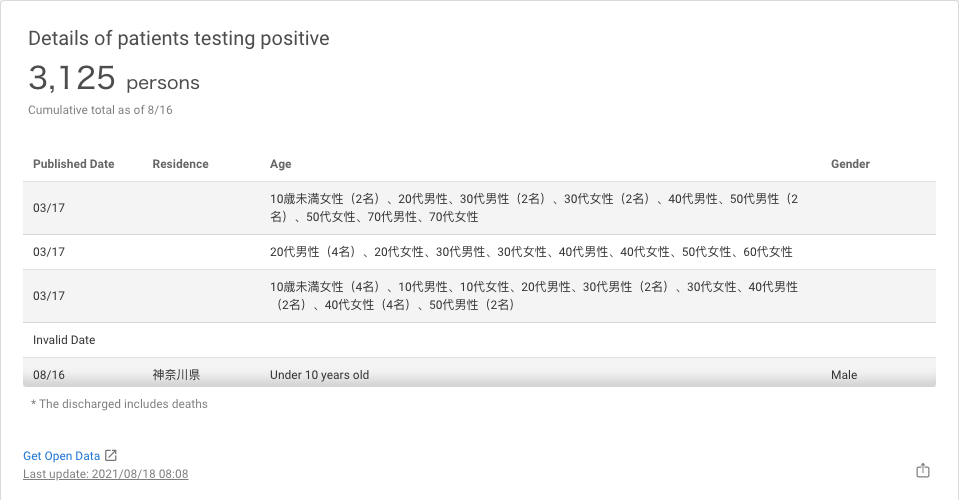 Details of patients testing positive
3,125 persons
Cumulative total as of 8/16
Published Date Residence Age Gender
03/17 10歳未満女性（2名）、20代男性、30代男性（2名）、30代女性（2名）、40代男性、50代男性（2
名）、50代女性、70代男性、70代女性
03/17 20代男性（4名）、20代女性、30代男性、30代女性、40代男性、40代女性、50代女性、60代女性
03/17 10歳未満女性（4名）、10代男性、10代女性、20代男性、30代男性（2名）、30代女性、40代男性
（2名）、40代女性（4名）、50代男性（2名）
Invalid Date
08/16 神奈川県 Under 10 years old Male
* The discharged includes deaths
Get Open Data
Last update: 2021/08/18 08:08